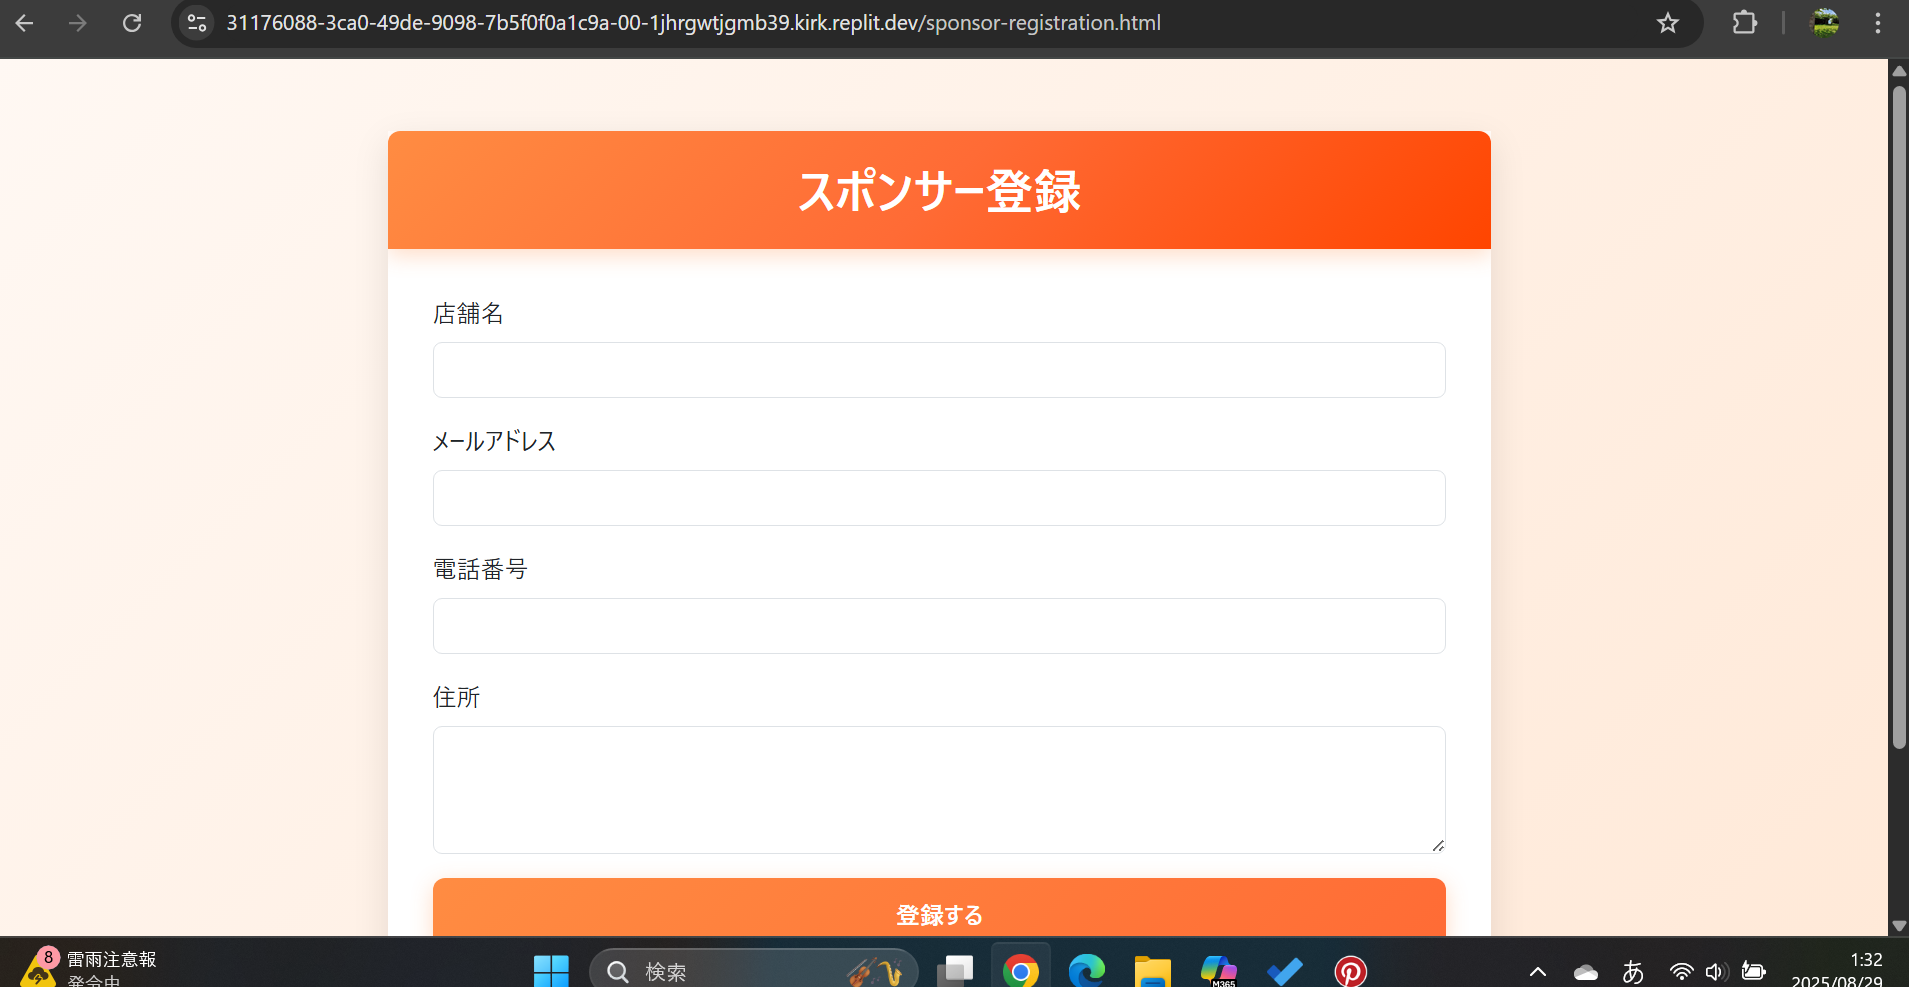 31176088-3ca0-49de-9098-7b5f0f0a1c9a-00-1jhrgwtjgmb39.kirk.replit.dev/sponsor-registration.html
スポンサー登録
店舗名
メールアドレス
電話番号
住所
登録する
8
雷雨注意報
発令中
検索
M365
あ
1:32
2025/08/29